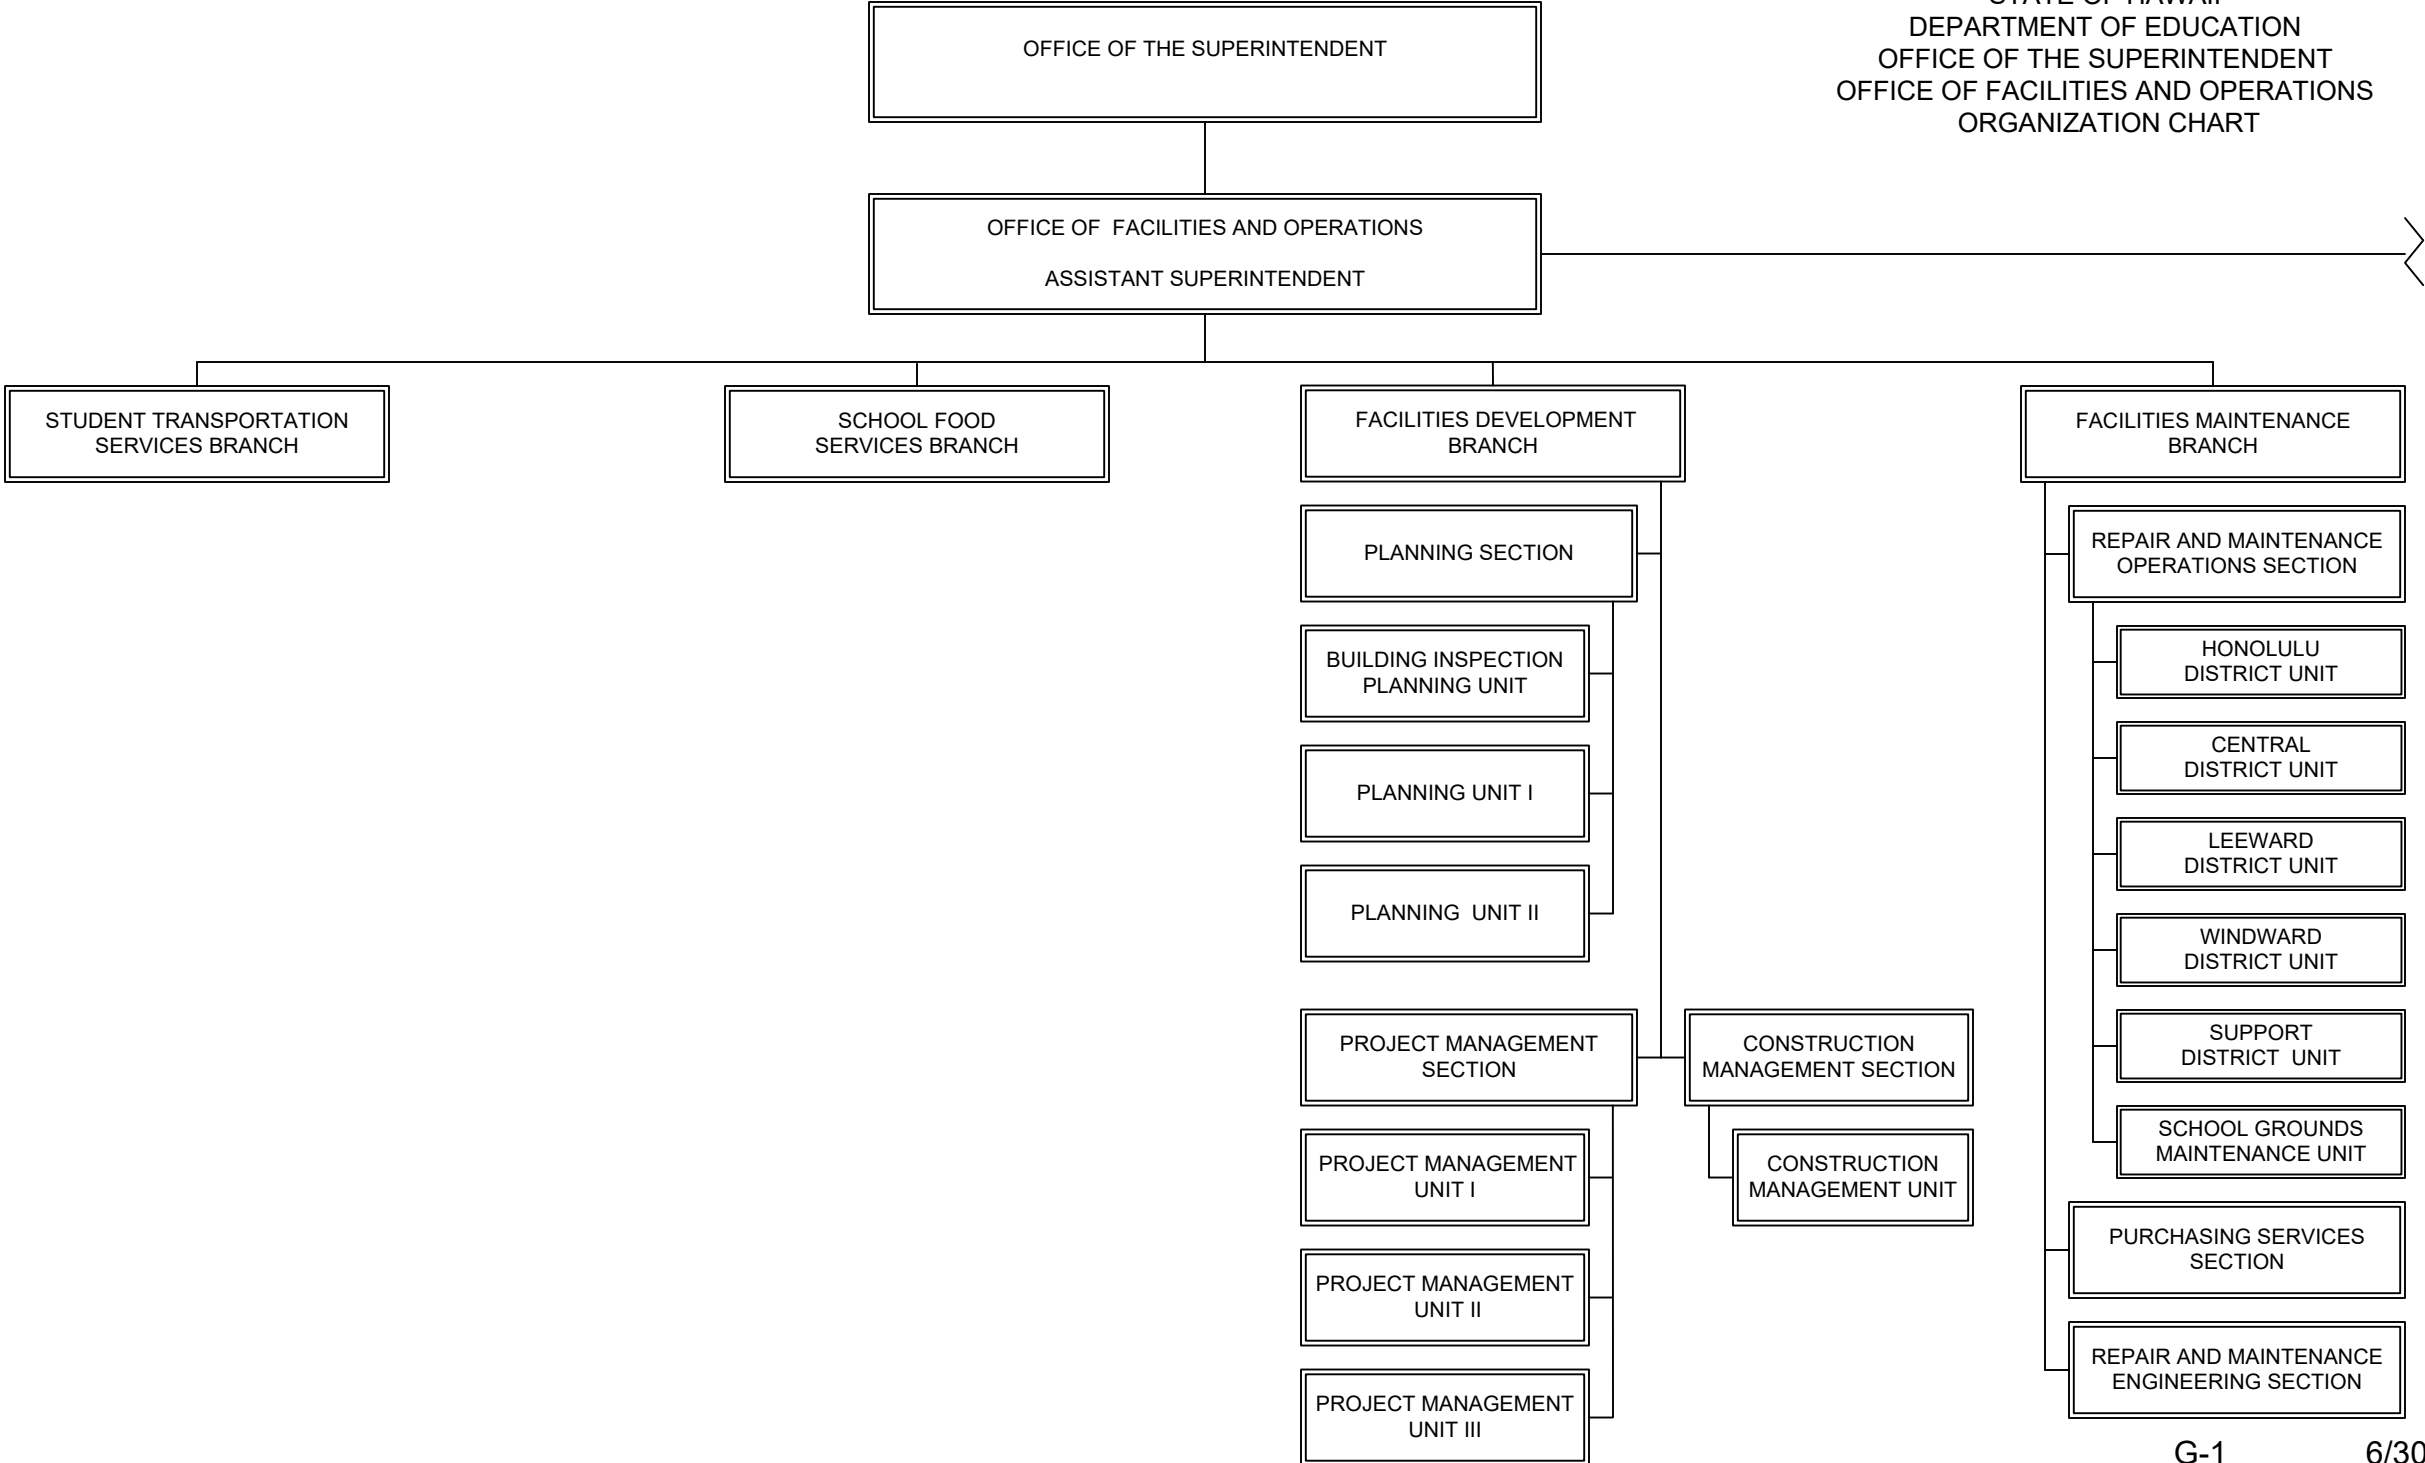 STATE OF HAWAII
DEPARTMENT OF EDUCATION
OFFICE OF THE SUPERINTENDENT
OFFICE OF FACILITIES AND OPERATIONS
ORGANIZATION CHART
OFFICE OF THE SUPERINTENDENT
OFFICE OF FACILITIES AND OPERATIONS
ASSISTANT SUPERINTENDENT
STUDENT TRANSPORTATION
SERVICES BRANCH
SCHOOL FOOD
SERVICES BRANCH
FACILITIES DEVELOPMENT
BRANCH
PLANNING SECTION
BUILDING INSPECTION
PLANNING UNIT
PLANNING UNIT I
PLANNING UNIT II
PROJECT MANAGEMENT
SECTION
PROJECT MANAGEMENT
UNIT I
PROJECT MANAGEMENT
UNIT II
PROJECT MANAGEMENT
UNIT III
CONSTRUCTION
MANAGEMENT SECTION
CONSTRUCTION
MANAGEMENT UNIT
FACILITIES MAINTENANCE
BRANCH
REPAIR AND MAINTENANCE
OPERATIONS SECTION
HONOLULU
DISTRICT UNIT
CENTRAL
DISTRICT UNIT
LEEWARD
DISTRICT UNIT
WINDWARD
DISTRICT UNIT
SUPPORT
DISTRICT UNIT
SCHOOL GROUNDS
MAINTENANCE UNIT
PURCHASING SERVICES
SECTION
REPAIR AND MAINTENANCE
ENGINEERING SECTION
G-1 6/30